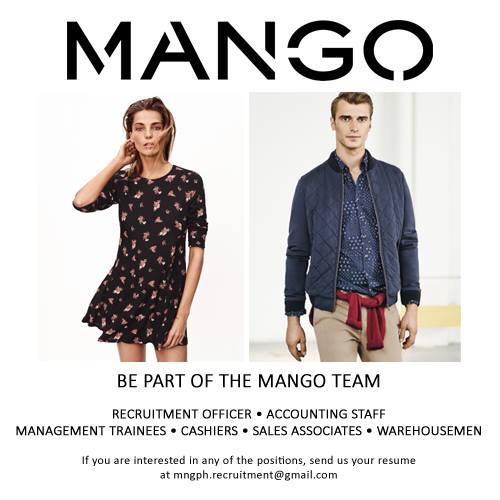 MANGO
BE PART OF THE MANGO TEAM
RECRUITMENT OFFICER • ACCOUNTING STAFF
MANAGEMENT TRAINEES • CASHIERS • SALES ASSOCIATES • WAREHOUSEMEN
If you are interested in any of the positions, send us your resume
at mngph.recruitment@gmail.com